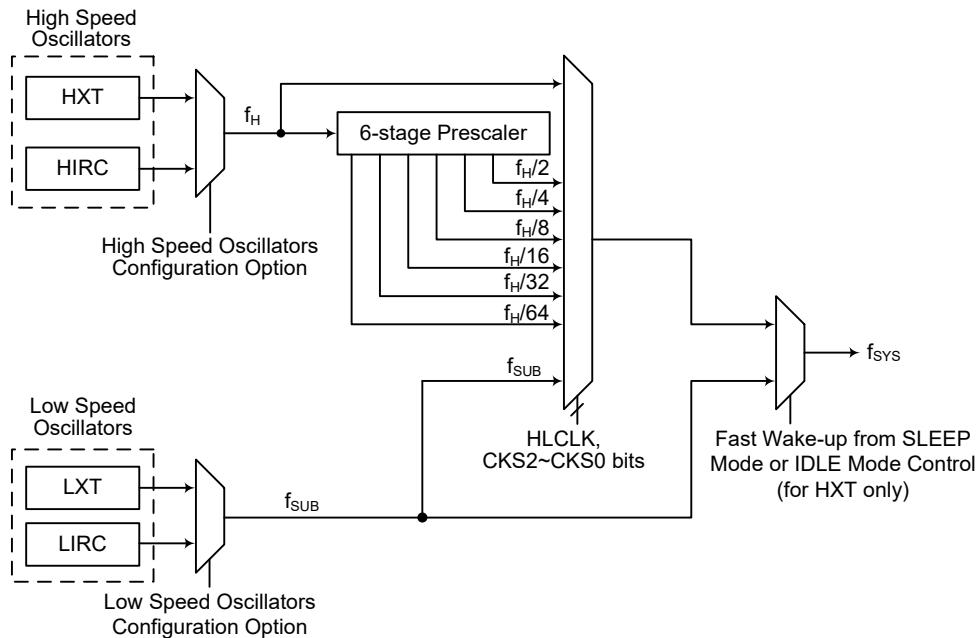 High Speed
Oscillators
HXT
HIRC
High Speed Oscillators
Configuration Option
fH
6-stage Prescaler
fH/2
fH/4
fH/8
fH/16
fH/32
fH/64
fSUB
HLCLK,
CKS2~CKS0 bits
fSYS
Fast Wake-up from SLEEP
Mode or IDLE Mode Control
(for HXT only)
Low Speed
Oscillators
LXT
LIRC
fSUB
Low Speed Oscillators
Configuration Option